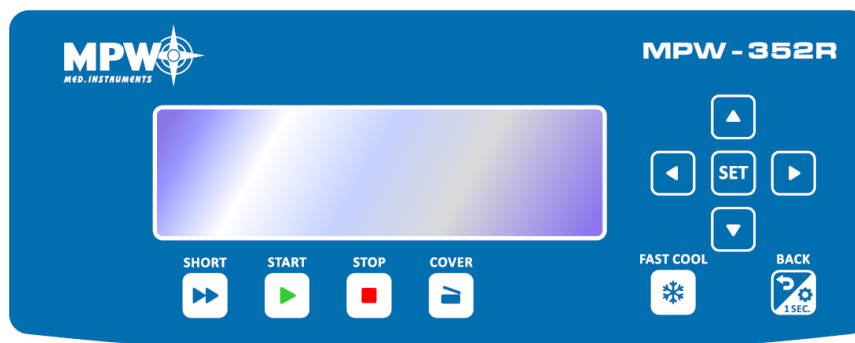 MPW
MED. INSTRUMENTS
MPW - 352R
SET
SHORT
START
STOP
COVER
FAST COOL
BACK
1 SEC.